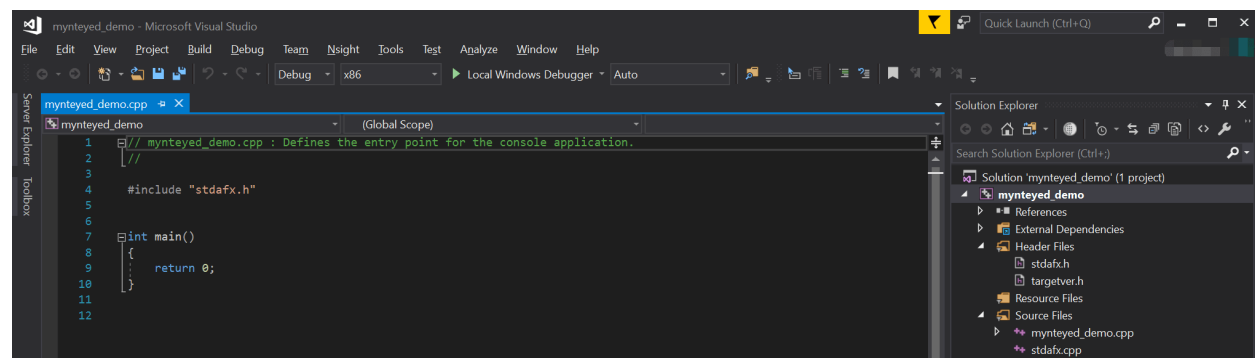 mynteyed_demo - Microsoft Visual Studio
Quick Launch (Ctrl+Q)
File Edit View Project Build Debug Team Nsight Tools Test Analyze Window Help
Debug x86 Local Windows Debugger Auto
Server Explorer
Toolbox
mynteyed_demo.cpp
mynteyed_demo (Global Scope)
1 // mynteyed_demo.cpp : Defines the entry point for the console application.
2 //
3
4 #include "stdafx.h"
5
6
7 int main()
8 {
9 return 0;
10 }
11
12
Solution Explorer
Search Solution Explorer (Ctrl+;)
Solution 'mynteyed_demo' (1 project)
mynteyed_demo
References
External Dependencies
Header Files
stdafx.h
targetver.h
Resource Files
Source Files
mynteyed_demo.cpp
stdafx.cpp